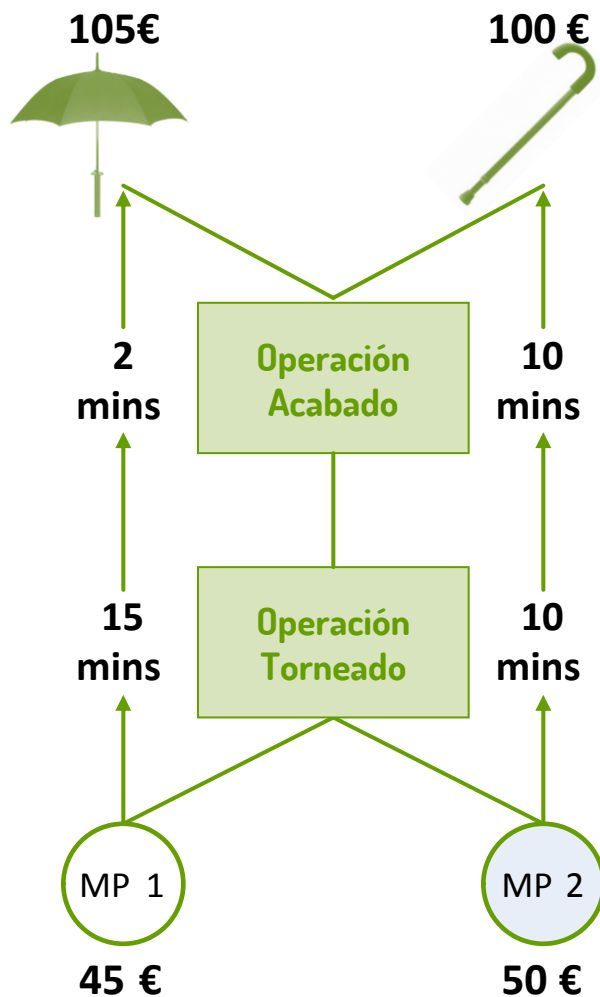 105€
100 €
2
mins
Operación
Acabado
10
mins
15
mins
Operación
Torneado
10
mins
MP 1
MP 2
45 €
50 €